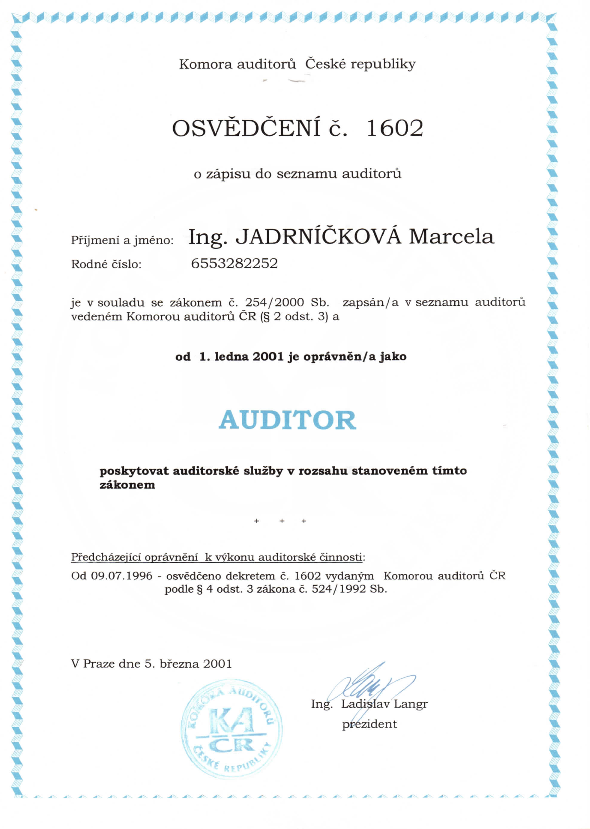 Komora auditorů České republiky
OSVĚDČENÍ č. 1602
o zápisu do seznamu auditorů
Příjmení a jméno: Ing. JADRNÍČKOVÁ Marcela
Rodné číslo: 6553282252
je v souladu se zákonem č. 254/2000 Sb. zapsán/a v seznamu auditorů
vedeném Komorou auditorů ČR (§ 2 odst. 3) a
od 1. ledna 2001 je oprávněn/a jako
AUDITOR
poskytovat auditorské služby v rozsahu stanoveném tímto
zákonem
+ + +
Předcházející oprávnění k výkonu auditorské činnosti:
Od 09.07.1996 - osvědčeno dekretem č. 1602 vydaným Komorou auditorů ČR
podle § 4 odst. 3 zákona č. 524/1992 Sb.
V Praze dne 5. března 2001
Ing. Ladislav Langr
prezident
KOMORA AUDITORŮ
KA
ČR
ČESKÉ REPUBLIKY